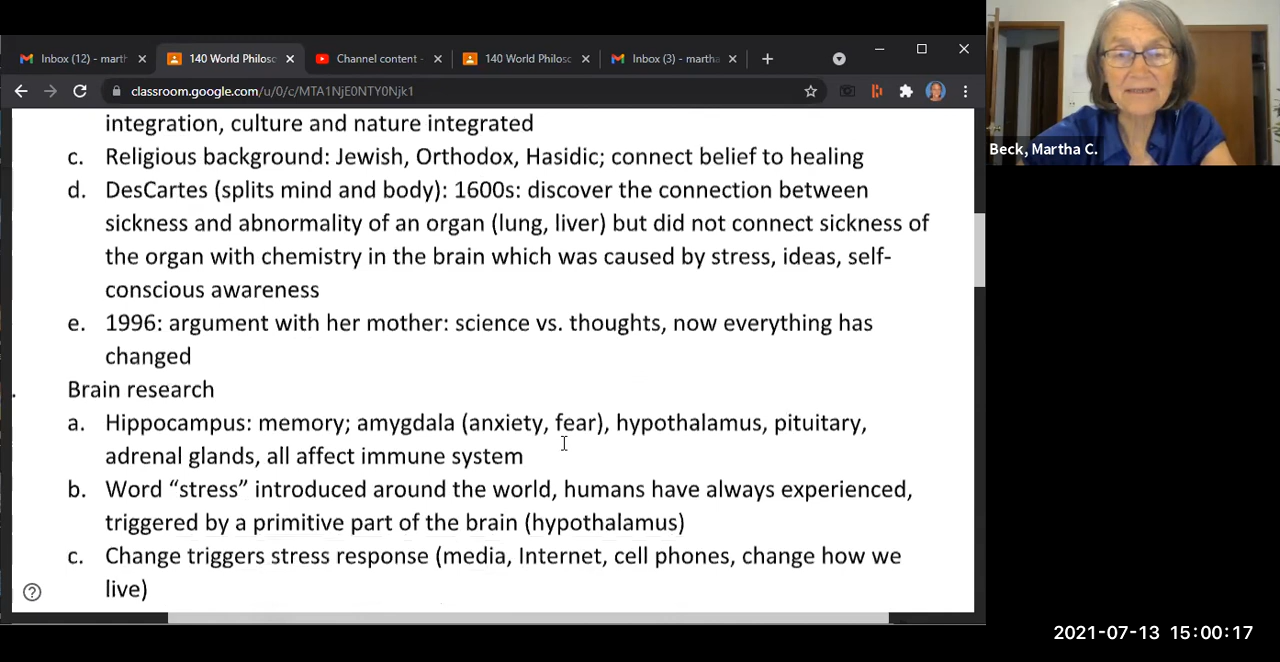 Inbox (12) - mart
140 World Philosc
Channel content -
140 World Philosc
Inbox (3) - martha
classroom.google.com/u/0/c/MTA1NjE0NTY0Njk1
integration, culture and nature integrated
c. Religious background: Jewish, Orthodox, Hasidic; connect belief to healing
d. DesCartes (splits mind and body): 1600s: discover the connection between
sickness and abnormality of an organ (lung, liver) but did not connect sickness of
the organ with chemistry in the brain which was caused by stress, ideas, self-
conscious awareness
e. 1996: argument with her mother: science vs. thoughts, now everything has
changed
. Brain research
a. Hippocampus: memory; amygdala (anxiety, fear), hypothalamus, pituitary,
adrenal glands, all affect immune system
b. Word “stress” introduced around the world, humans have always experienced,
triggered by a primitive part of the brain (hypothalamus)
c. Change triggers stress response (media, Internet, cell phones, change how we
live)
Beck, Martha C.
2021-07-13 15:00:17